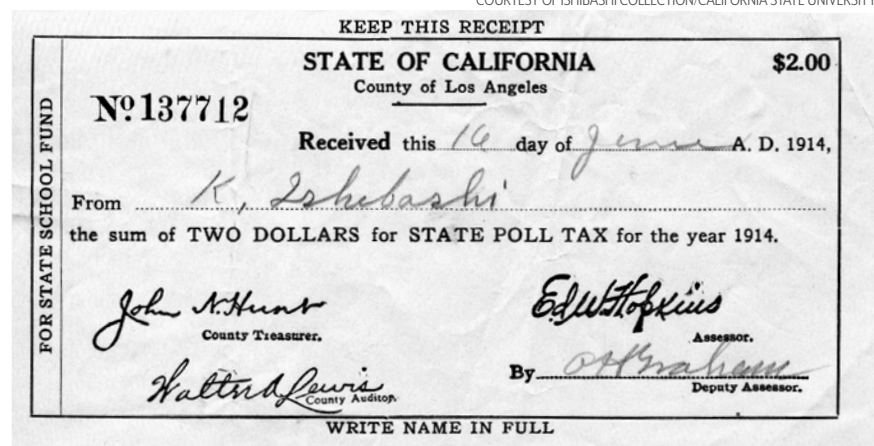 COURTESY OF ISHIBASHI COLLECTION/CALIFORNIA STATE UNIVERSITY
KEEP THIS RECEIPT
STATE OF CALIFORNIA $2.00
County of Los Angeles
No 137712
Received this 16 day of June A. D. 1914,
From K, Ishibashi
the sum of TWO DOLLARS for STATE POLL TAX for the year 1914.
FOR STATE SCHOOL FUND
John N. Hunt
County Treasurer.
Ed W Hopkins
Assessor.
Walter A Lewis
County Auditor.
By Graham
Deputy Assessor.
WRITE NAME IN FULL